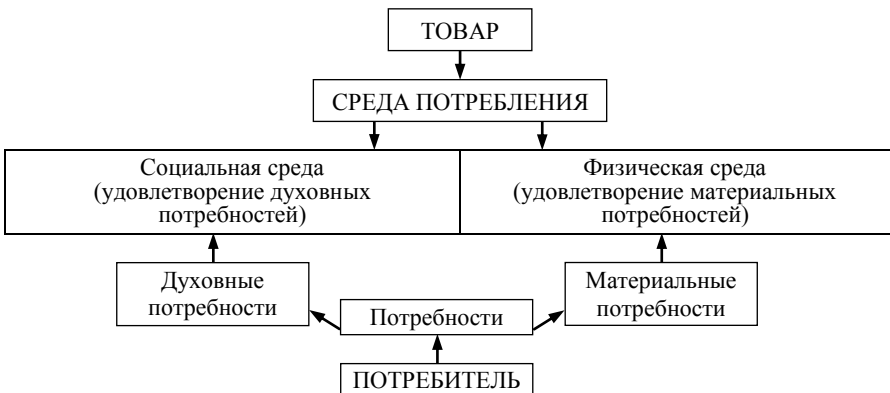 ТОВАР
СРЕДА ПОТРЕБЛЕНИЯ
Социальная среда
(удовлетворение духовных
потребностей)
Физическая среда
(удовлетворение материальных
потребностей)
Духовные
потребности
Потребности
Материальные
потребности
ПОТРЕБИТЕЛЬ